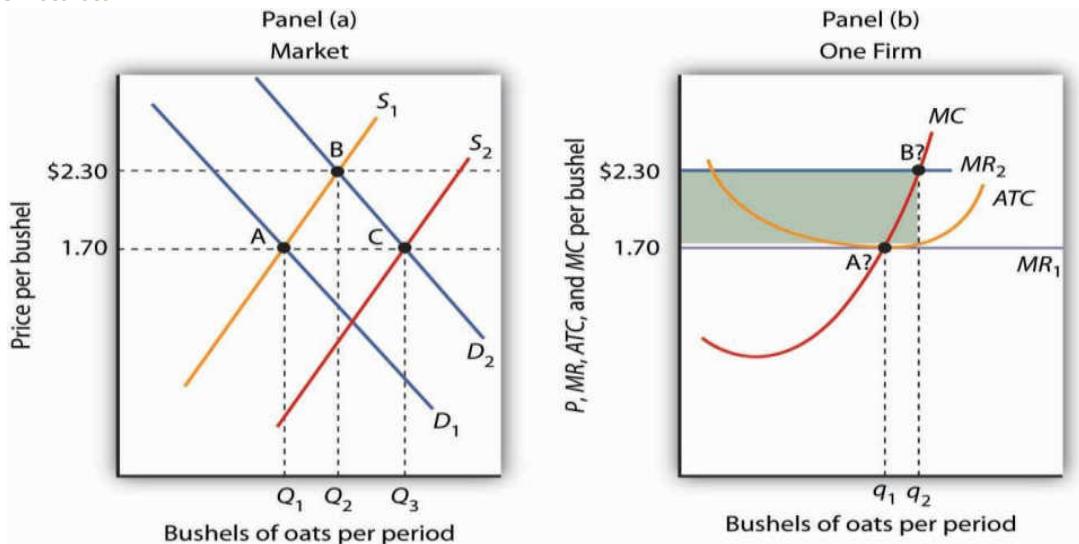 Panel (a)
Market
Price per bushel
$2.30
1.70
S1
S2
B
A
C
D2
D1
Q1 Q2 Q3
Bushels of oats per period
Panel (b)
One Firm
P, MR, ATC, and MC per bushel
$2.30
1.70
MC
B?
MR2
ATC
A?
MR1
q1 q2
Bushels of oats per period